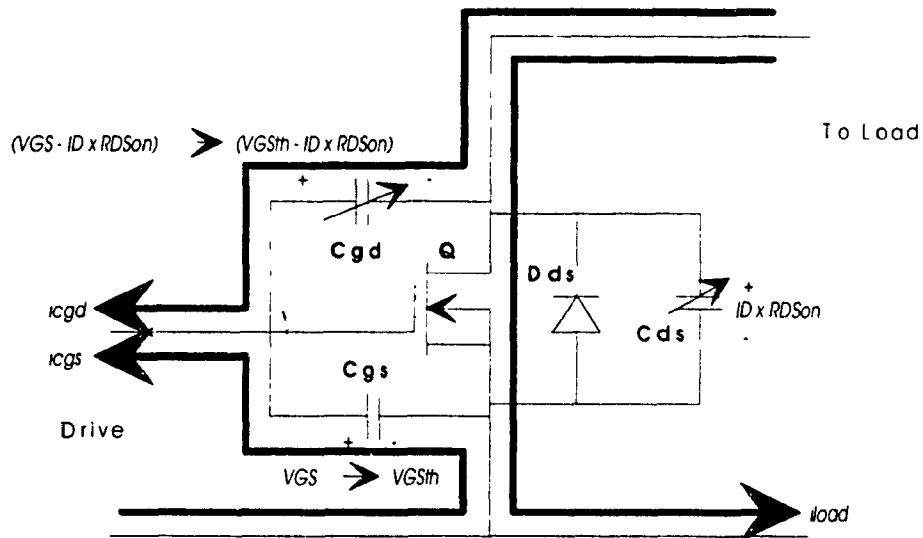 (VGS - ID x RDSon) (VGSth - ID x RDSon)
To Load
+ -
Cgd
Q
Dds
+
ID x RDSon
-
Cds
icgd
icgs
Cgs
Drive
+ -
VGS VGSth
iload